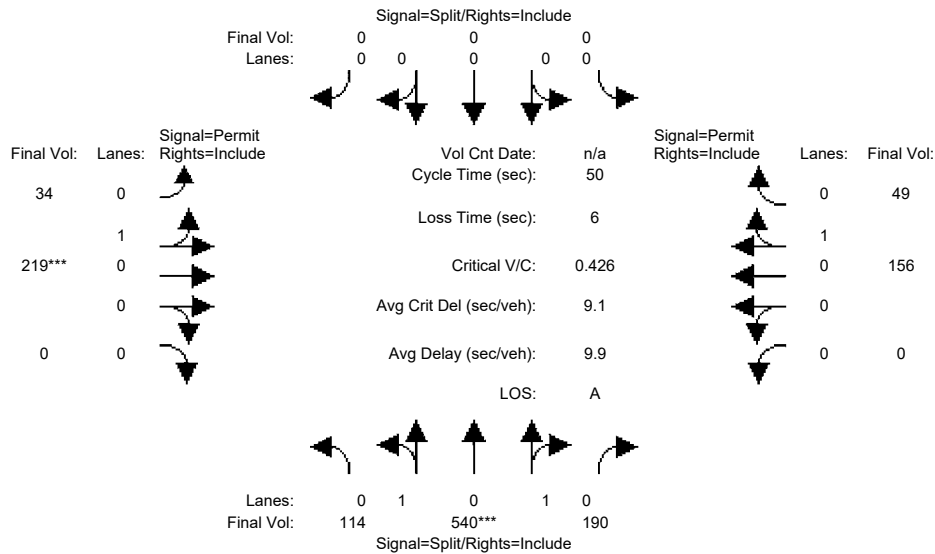 Signal=Split/Rights=Include
Final Vol: 0 0 0
Lanes: 0 0 0 0 0
Signal=Permit
Final Vol: Lanes: Rights=Include
Vol Cnt Date: n/a
Signal=Permit
Rights=Include Lanes: Final Vol:
Cycle Time (sec): 50
34 0
0 49
Loss Time (sec): 6
1
1
219*** 0
Critical V/C: 0.426
0 156
0
Avg Crit Del (sec/veh): 9.1
0
0 0
Avg Delay (sec/veh): 9.9
0 0
LOS: A
Lanes: 0 1 0 1 0
Final Vol: 114 540*** 190
Signal=Split/Rights=Include